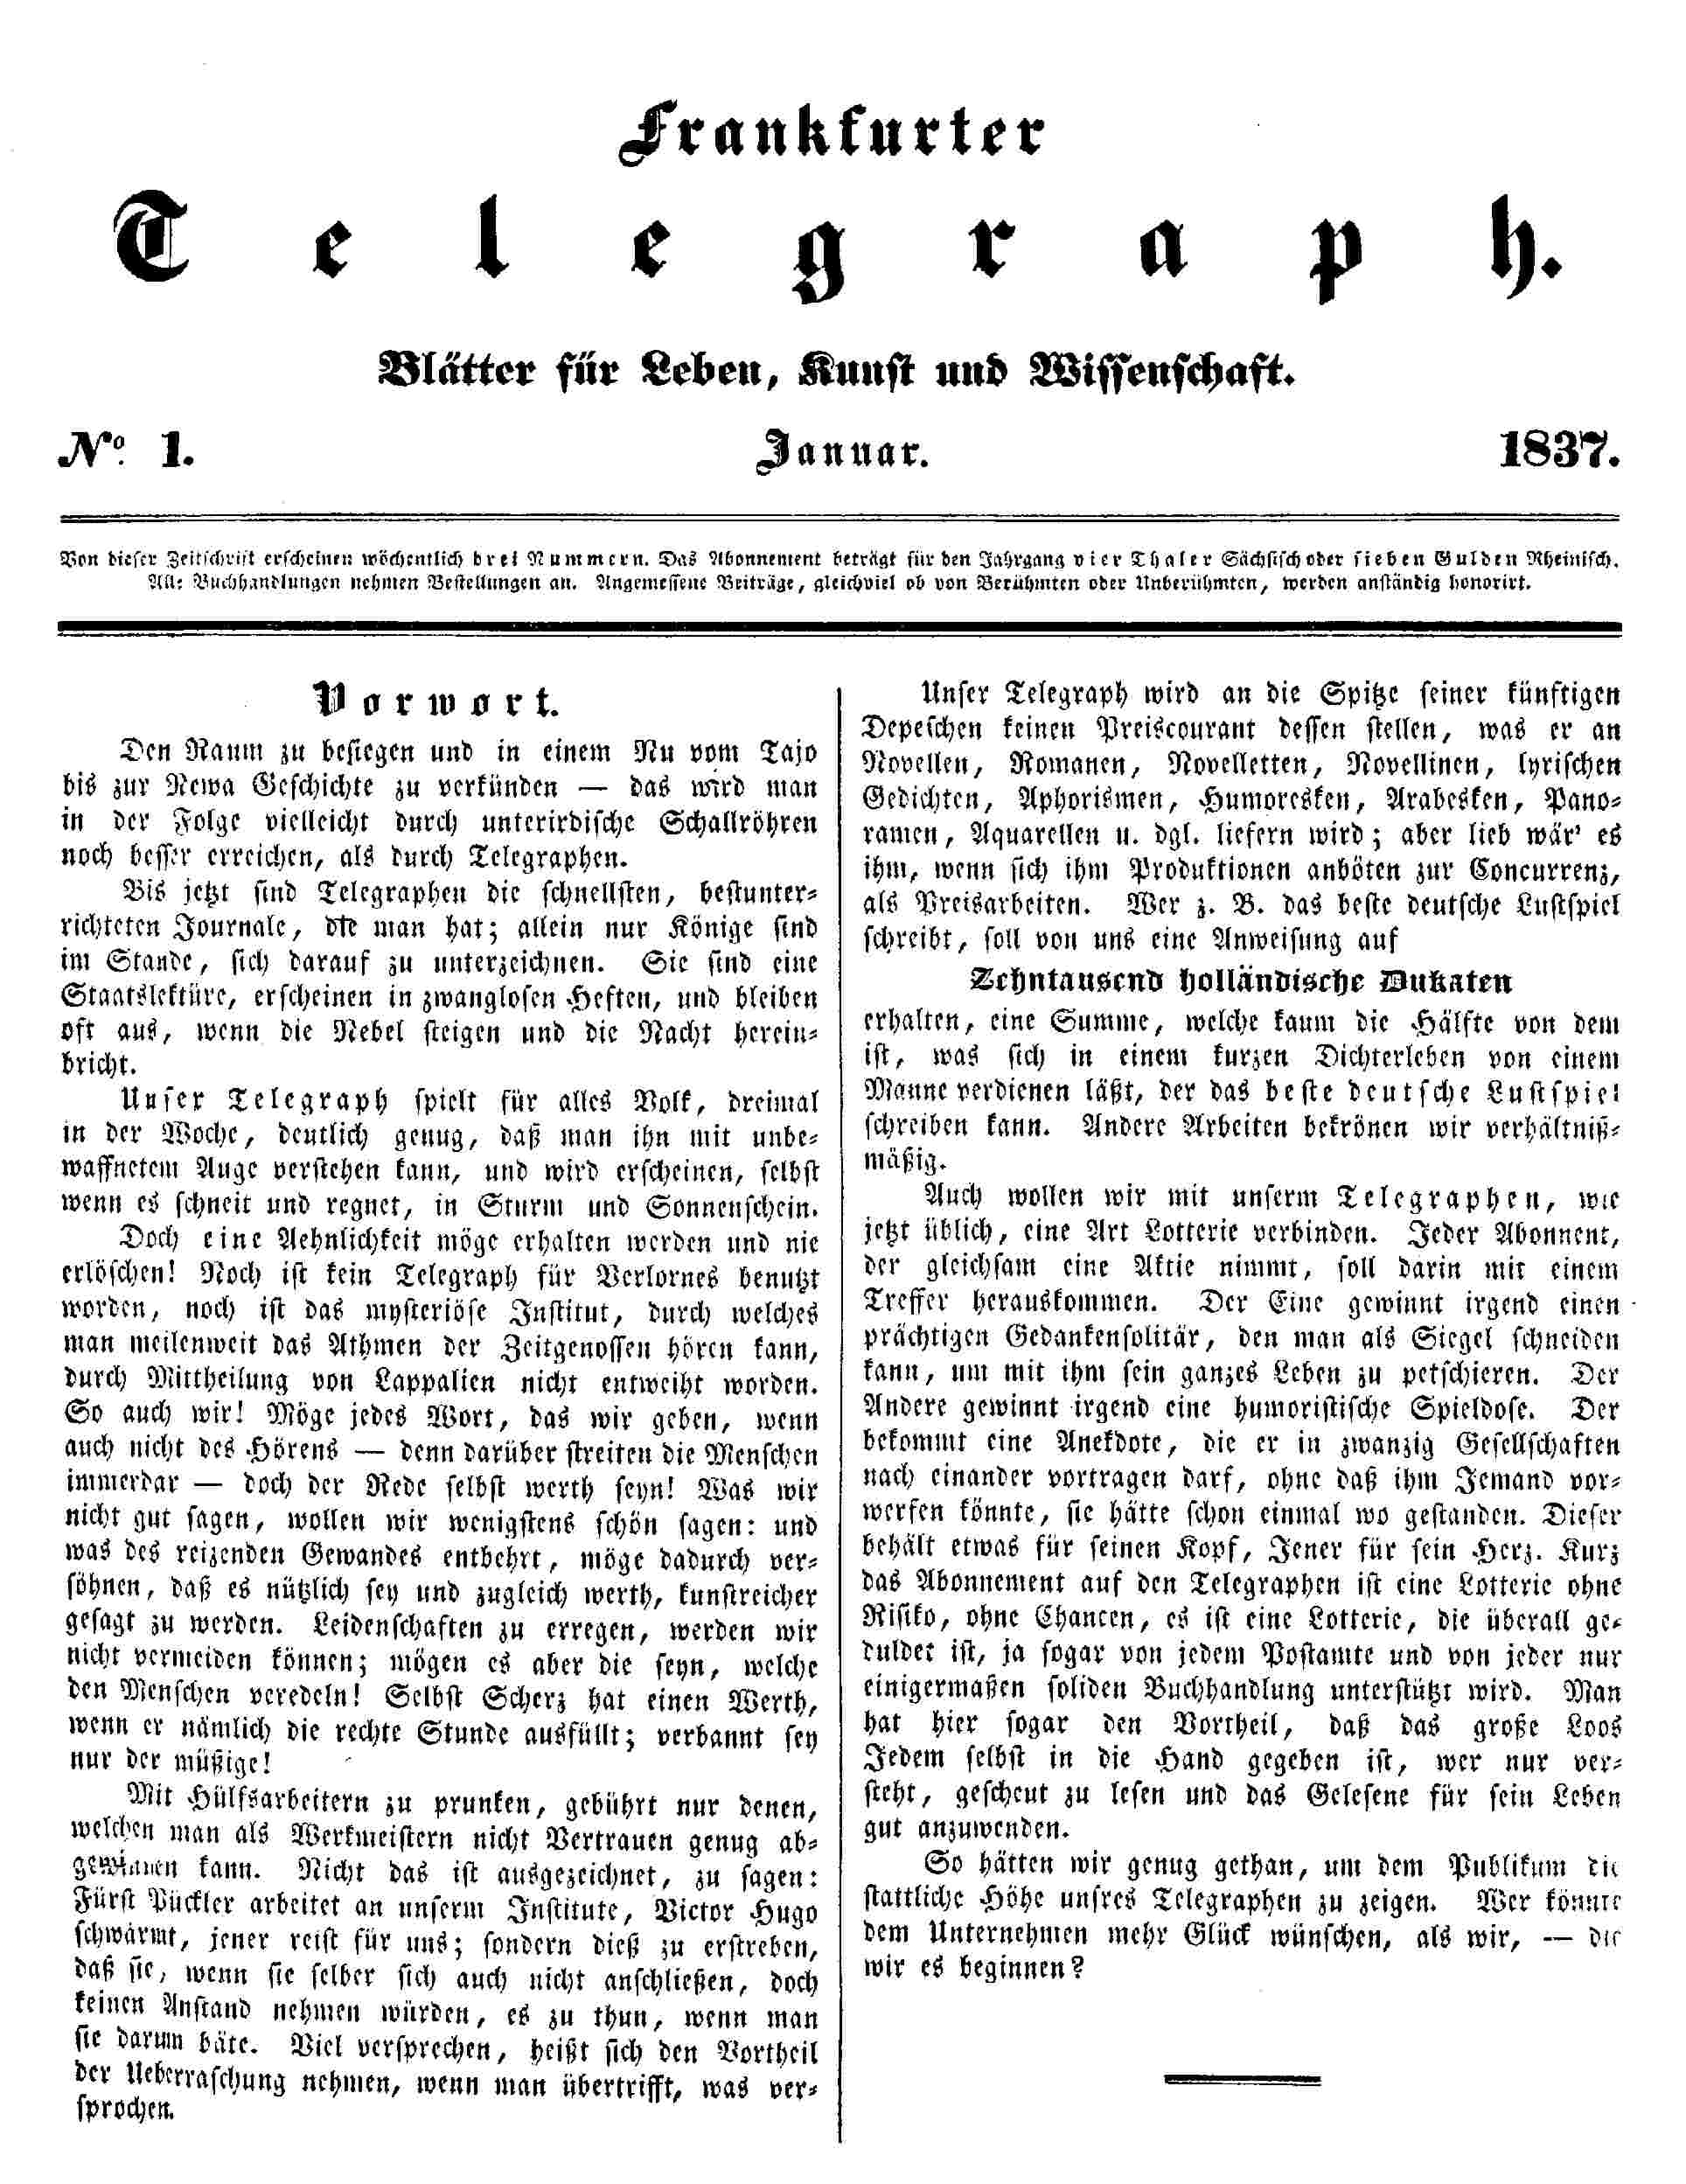 Frankfurter
Telegraph.
Blätter für Leben, Kunst und Wissenschaft.
No. 1.
Januar.
1837.
Von dieser Zeitschrift erscheinen wöchentlich drei Nummern. Das Abonnement beträgt für den Jahrgang vier Thaler Sächsisch oder sieben Gulden Rheinisch.
Alle Buchhandlungen nehmen Bestellungen an. Angemessene Beiträge, gleichviel ob von Berühmten oder Unberühmten, werden anständig honorirt.
Vorwort.
Den Raum zu besiegen und in einem Nu vom Tajo
bis zur Newa Geschichte zu verkünden — das wird man
in der Folge vielleicht durch unterirdische Schallröhren
noch besser erreichen, als durch Telegraphen.
Bis jetzt sind Telegraphen die schnellsten, bestunter-
richteten Journale, die man hat; allein nur Könige sind
im Stande, sich darauf zu unterzeichnen. Sie sind eine
Staatslektüre, erscheinen in zwanglosen Heften, und bleiben
oft aus, wenn die Nebel steigen und die Nacht herein-
bricht.
Unser Telegraph spielt für alles Volk, dreimal
in der Woche, deutlich genug, daß man ihn mit unbe-
waffnetem Auge verstehen kann, und wird erscheinen, selbst
wenn es schneit und regnet, in Sturm und Sonnenschein.
Doch eine Aehnlichkeit möge erhalten werden und nie
erlöschen! Noch ist kein Telegraph für Verlornes benutzt
worden, noch ist das mysteriöse Institut, durch welches
man meilenweit das Athmen der Zeitgenossen hören kann,
durch Mittheilung von Lappalien nicht entweiht worden.
So auch wir! Möge jedes Wort, das wir geben, wenn
auch nicht des Hörens — denn darüber streiten die Menschen
immerdar — doch der Rede selbst werth seyn! Was wir
nicht gut sagen, wollen wir wenigstens schön sagen: und
was des reizenden Gewandes entbehrt, möge dadurch ver-
söhnen, daß es nützlich sey und zugleich werth, kunstreicher
gesagt zu werden. Leidenschaften zu erregen, werden wir
nicht vermeiden können; mögen es aber die seyn, welche
den Menschen veredeln! Selbst Scherz hat einen Werth,
wenn er nämlich die rechte Stunde ausfüllt; verbannt sey
nur der müßige!
Mit Hülfsarbeitern zu prunken, gebührt nur denen,
welchen man als Werkmeistern nicht Vertrauen genug ab-
gewinnen kann. Nicht das ist ausgezeichnet, zu sagen:
Fürst Pückler arbeitet an unserm Institute, Victor Hugo
schwärmt, jener reist für uns; sondern dieß zu erstreben,
daß sie, wenn sie selber sich auch nicht anschließen, doch
keinen Anstand nehmen würden, es zu thun, wenn man
sie darum bäte. Viel versprechen, heißt sich den Vortheil
der Ueberraschung nehmen, wenn man übertrifft, was ver-
sprochen.
Unser Telegraph wird an die Spitze seiner künftigen
Depeschen keinen Preiscourant dessen stellen, was er an
Novellen, Romanen, Novelletten, Novellinen, lyrischen
Gedichten, Aphorismen, Humoresken, Arabesken, Pano-
ramen, Aquarellen u. dgl. liefern wird; aber lieb wär' es
ihm, wenn sich ihm Produktionen anböten zur Concurrenz,
als Preisarbeiten. Wer z. B. das beste deutsche Lustspiel
schreibt, soll von uns eine Anweisung auf
Zehntausend holländische Dukaten
erhalten, eine Summe, welche kaum die Hälfte von dem
ist, was sich in einem kurzen Dichterleben von einem
Manne verdienen läßt, der das beste deutsche Lustspiel
schreiben kann. Andere Arbeiten bekrönen wir verhältniß-
mäßig.
Auch wollen wir mit unserm Telegraphen, wie
jetzt üblich, eine Art Lotterie verbinden. Jeder Abonnent,
der gleichsam eine Aktie nimmt, soll darin mit einem
Treffer herauskommen. Der Eine gewinnt irgend einen
prächtigen Gedankensolitär, den man als Siegel schneiden
kann, um mit ihm sein ganzes Leben zu petschieren. Der
Andere gewinnt irgend eine humoristische Spieldose. Der
bekommt eine Anekdote, die er in zwanzig Gesellschaften
nach einander vortragen darf, ohne daß ihm Jemand vor-
werfen könnte, sie hätte schon einmal wo gestanden. Dieser
behält etwas für seinen Kopf, Jener für sein Herz. Kurz
das Abonnement auf den Telegraphen ist eine Lotterie ohne
Risiko, ohne Chancen, es ist eine Lotterie, die überall ge-
duldet ist, ja sogar von jedem Postamte und von jeder nur
einigermaßen soliden Buchhandlung unterstützt wird. Man
hat hier sogar den Vortheil, daß das große Loos
Jedem selbst in die Hand gegeben ist, wer nur ver-
steht, gescheut zu lesen und das Gelesene für sein Leben
gut anzuwenden.
So hätten wir genug gethan, um dem Publikum die
stattliche Höhe unsres Telegraphen zu zeigen. Wer könnte
dem Unternehmen mehr Glück wünschen, als wir, — die
wir es beginnen?